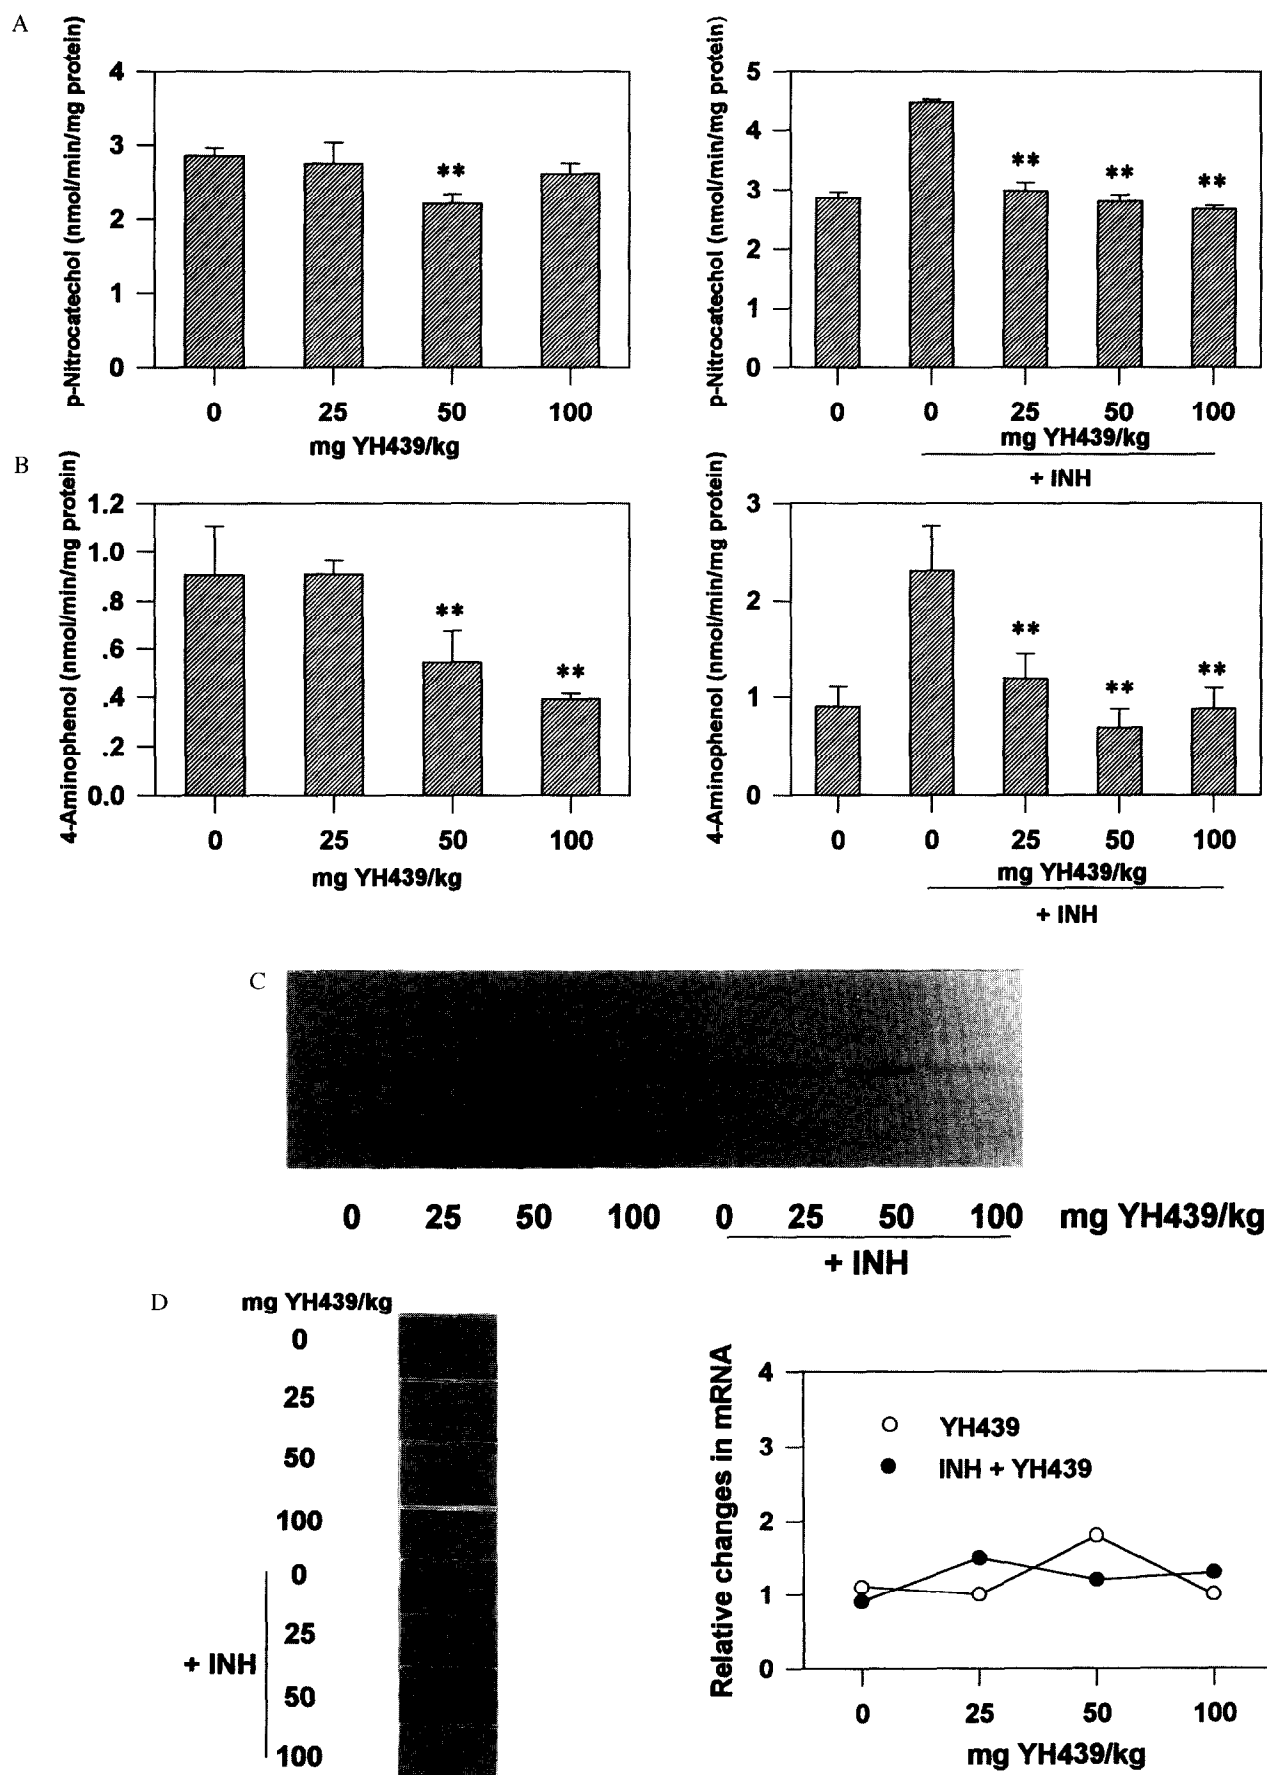 A
p-Nitrocatechol (nmol/min/mg protein)
4
3
2
1
0
**
0 25 50 100
mg YH439/kg
p-Nitrocatechol (nmol/min/mg protein)
5
4
3
2
1
0
** ** **
0 0 25 50 100
mg YH439/kg
+ INH
B
4-Aminophenol (nmol/min/mg protein)
1.2
1.0
.8
.6
.4
.2
0.0
** **
0 25 50 100
mg YH439/kg
4-Aminophenol (nmol/min/mg protein)
3
2
1
0
** ** **
0 0 25 50 100
mg YH439/kg
+ INH
C
0 25 50 100 0 25 50 100 mg YH439/kg
+ INH
D
mg YH439/kg
0
25
50
100
0
25
+ INH
50
100
Relative changes in mRNA
4
3
2
1
0
YH439
INH + YH439
0 25 50 100
mg YH439/kg